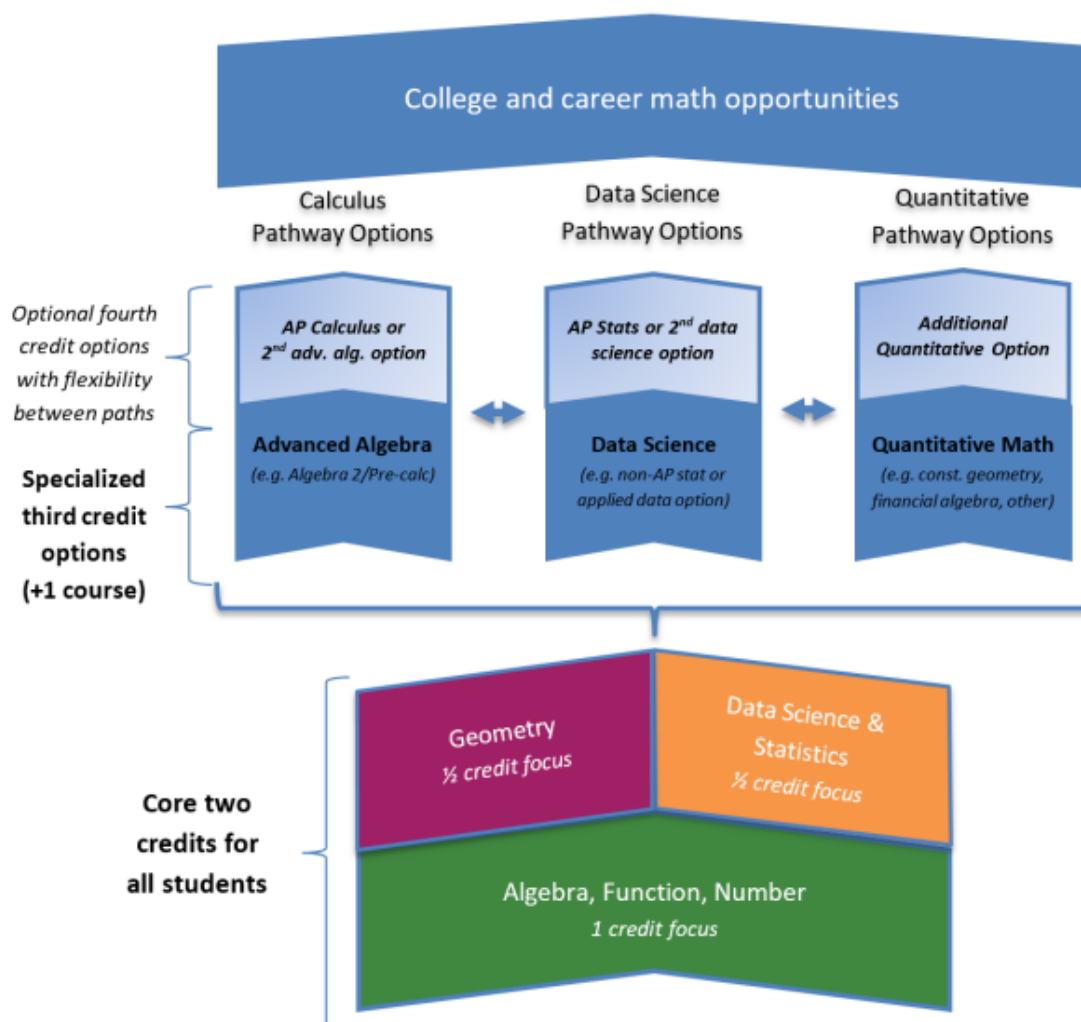 College and career math opportunities
Calculus
Pathway Options
Data Science
Pathway Options
Quantitative
Pathway Options
Optional fourth
credit options
with flexibility
between paths
AP Calculus or
2nd adv. alg. option
AP Stats or 2nd data
science option
Additional
Quantitative Option
Specialized
third credit
options
(+1 course)
Advanced Algebra
(e.g. Algebra 2/Pre-calc)
Data Science
(e.g. non-AP stat or
applied data option)
Quantitative Math
(e.g. const. geometry,
financial algebra, other)
Core two
credits for
all students
Geometry
½ credit focus
Data Science &
Statistics
½ credit focus
Algebra, Function, Number
1 credit focus